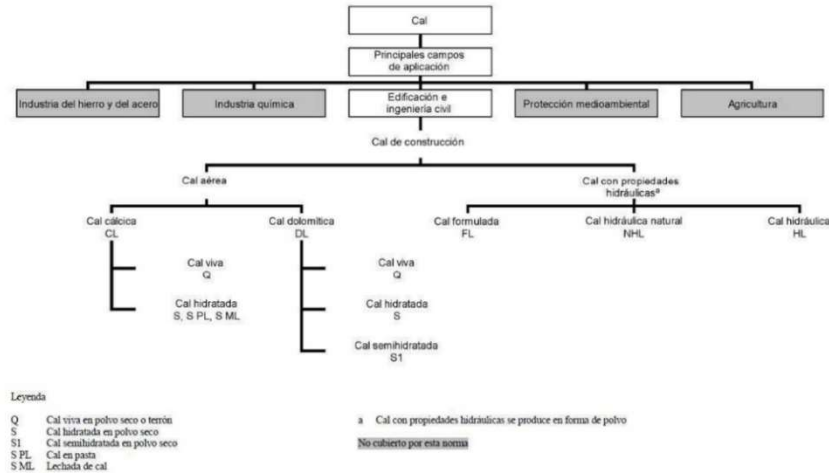 Cal
Principales campos
de aplicación
Industria del hierro y del acero
Industria química
Edificación e
ingeniería civil
Protección medioambiental
Agricultura
Cal de construcción
Cal aérea
Cal con propiedades
hidráulicasª
Cal cálcica
CL
Cal dolomítica
DL
Cal formulada
FL
Cal hidráulica natural
NHL
Cal hidráulica
HL
Cal viva
Q
Cal viva
Q
Cal hidratada
S, S PL, S ML
Cal hidratada
S
Cal semihidratada
S1
Leyenda
Q Cal viva en polvo seco o terrón
S Cal hidratada en polvo seco
S1 Cal semihidratada en polvo seco
S PL Cal en pasta
S ML Lechada de cal
a Cal con propiedades hidráulicas se produce en forma de polvo
No cubierto por esta norma